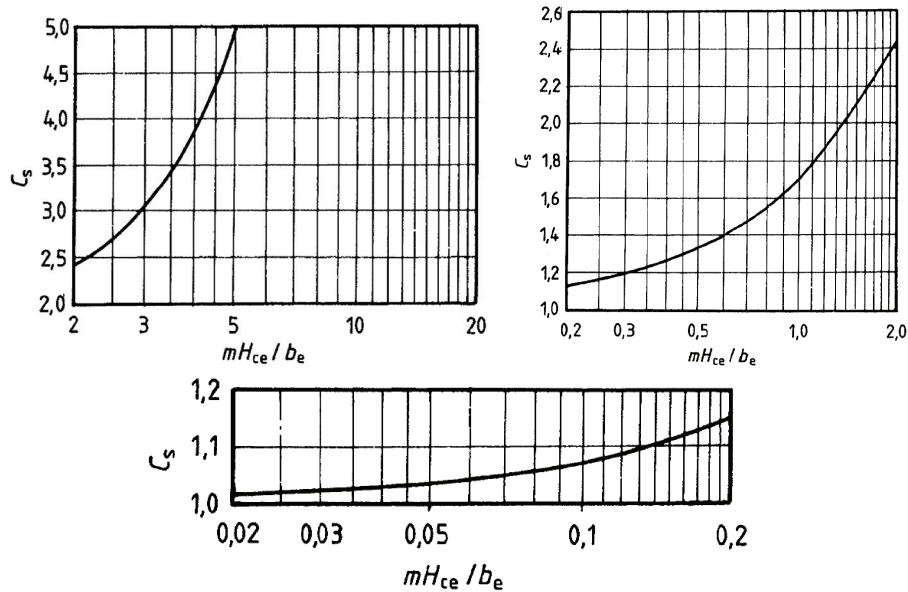 5,0
4,5
4,0
3,5
3,0
2,5
2,0
C_s
2 3 5 10 20
mH_ce / b_e
2,6
2,4
2,2
2,0
1,8
1,6
1,4
1,2
1,0
C_s
0,2 0,3 0,5 1,0 2,0
mH_ce / b_e
1,2
1,1
1,0
C_s
0,02 0,03 0,05 0,1 0,2
mH_ce / b_e